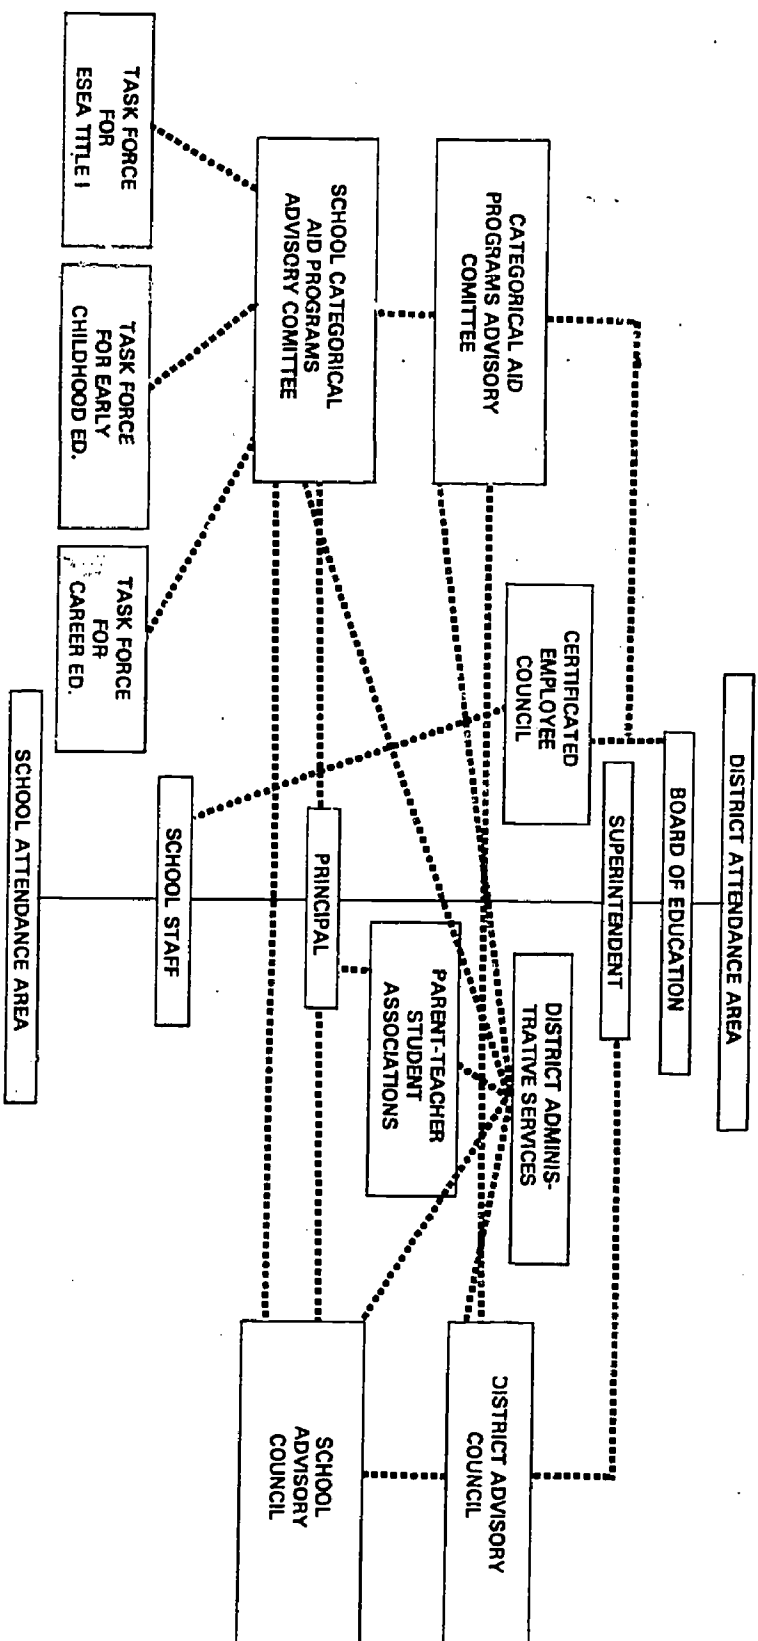 DISTRICT ATTENDANCE AREA
BOARD OF EDUCATION
SUPERINTENDENT
CATEGORICAL AID
PROGRAMS ADVISORY
COMITTEE
CERTIFICATED
EMPLOYEE
COUNCIL
DISTRICT ADMINIS-
TRATIVE SERVICES
DISTRICT ADVISORY
COUNCIL
SCHOOL CATEGORICAL
AID PROGRAMS
ADVISORY COMITTEE
PRINCIPAL
PARENT-TEACHER
STUDENT
ASSOCIATIONS
SCHOOL
ADVISORY
COUNCIL
TASK FORCE
FOR
ESEA TITLE I
TASK FORCE
FOR EARLY
CHILDHOOD ED.
TASK FORCE
FOR
CAREER ED.
SCHOOL STAFF
SCHOOL ATTENDANCE AREA